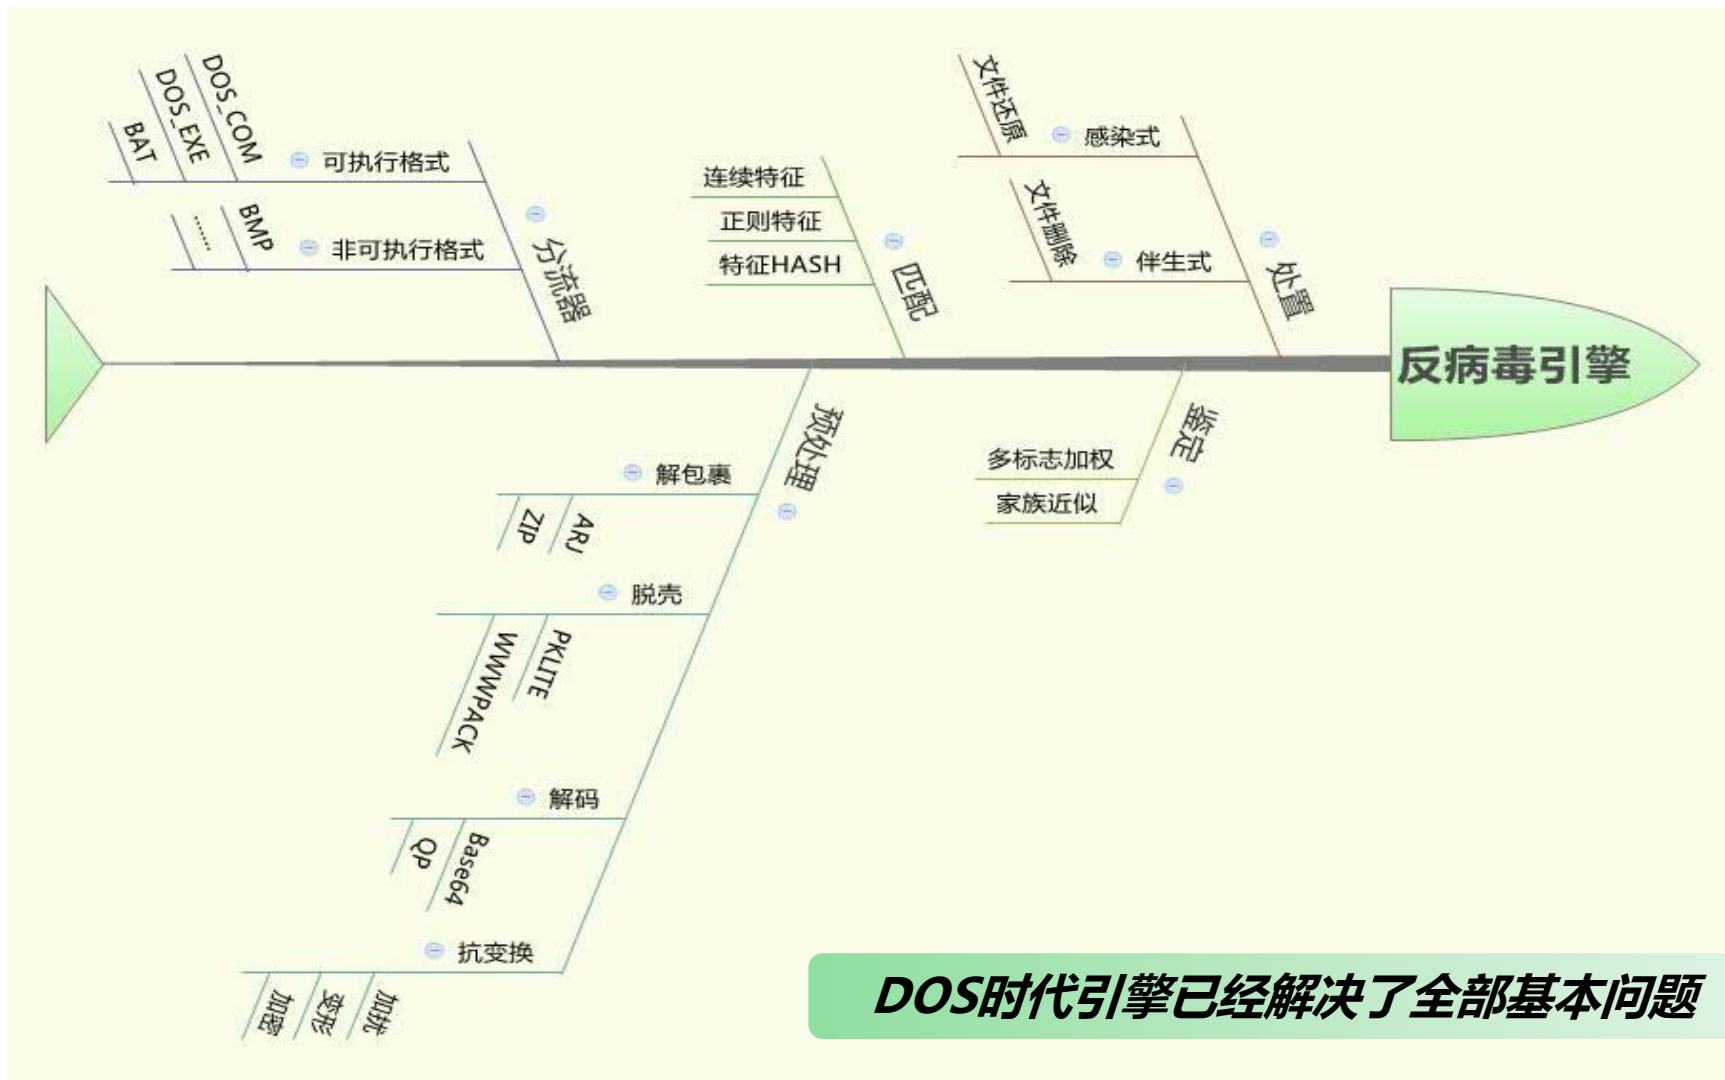 DOS_COM
DOS_EXE
BAT
可执行格式
BMP
......
非可执行格式
分流器
连续特征
正则特征
特征HASH
匹配
文件还原
感染式
文件删除
伴生式
处置
反病毒引擎
预处理
解包裹
ARJ
ZIP
脱壳
PKLITE
WWWPACK
解码
Base64
QP
抗变换
加扰
变形
加密
鉴定
多标志加权
家族近似
DOS时代引擎已经解决了全部基本问题